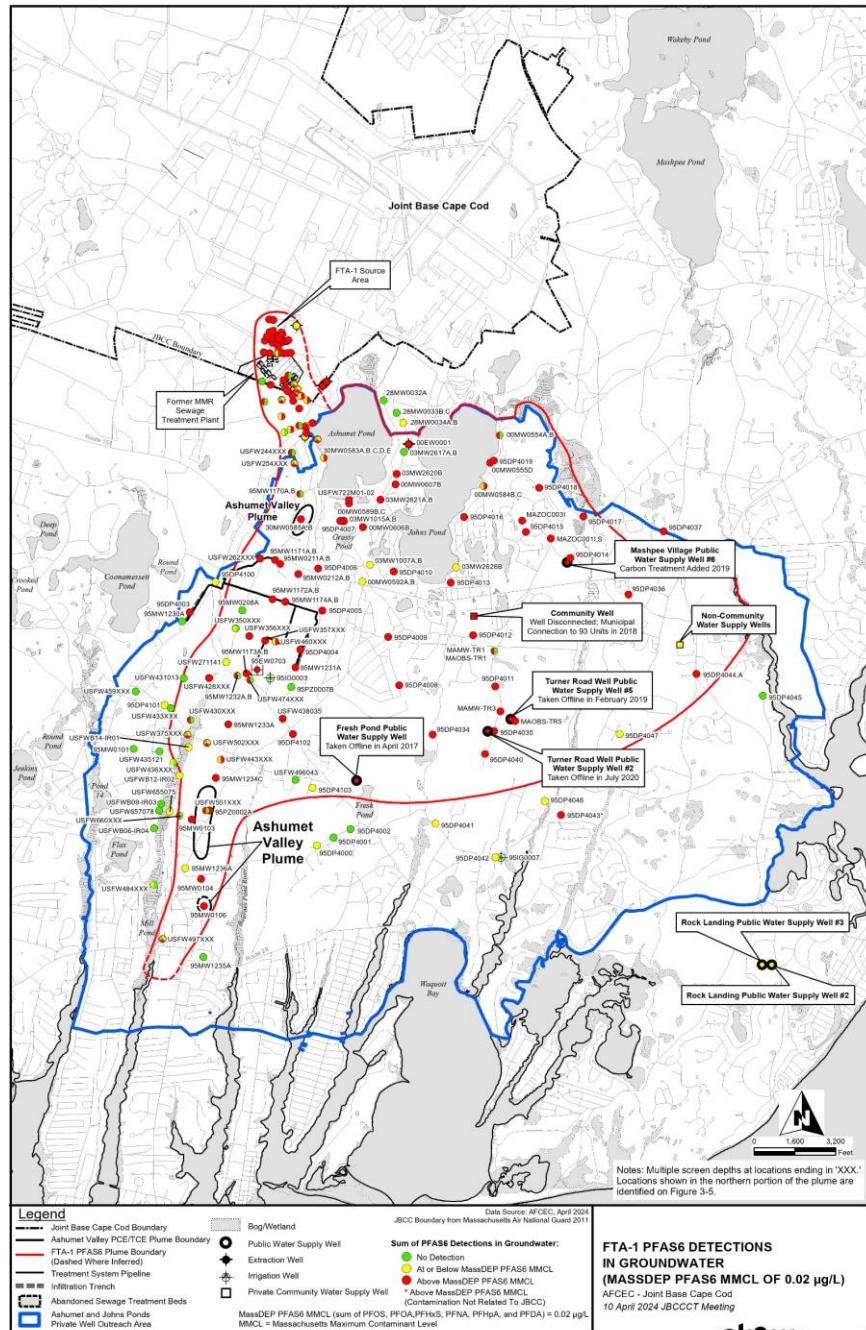 Wakeby Pond
Mashpee Pond
Joint Base Cape Cod
FTA-1 Source
Area
JBCC Boundary
Former MMR
Sewage
Treatment Plant
Route 151
28MW0032A
28MW0033B,C
28MW0034A,B
Ashumet Pond
00EW0001
00MW0554A,B
30MW0583A,B,C,D,E
03MW2617A,B
USFW244XXX
USFW254XXX
95DP4019
00MW0555D
03MW2620B
00MW0607B
95MW1170A,B
USFW722M01-02
00MW0584B,C
95DP4018
03MW2621A,B
Ashumet Valley
Plume
00MW0589B,C
03MW1015A,B
30MW0585A,B
95DP4007
00MW0606B
95DP4016
MAZOC003I
95DP4017
95DP4015
95DP4037
Grassy Pond
Johns Pond
MAZOC001I,S
Deep Pond
Round Pond
Crooked Pond
Coonamessett Pond
USFW262XXX
95MW1171A,B
95MW0211A,B
95DP4006
03MW1007A,B
95DP4014
Mashpee Village Public
Water Supply Well #6
Carbon Treatment Added 2019
95DP4100
95MW0212A,B
95DP4010
03MW2626B
00MW0592A,B
95DP4013
95MW1172A,B
95MW1174A,B
95DP4036
95DP4003
95MW1230A
95MW0208A
95DP4005
Community Well
Well Disconnected; Municipal
Connection to 93 Units in 2018
Non-Community
Water Supply Wells
USFW350XXX
USFW356XXX
USFW357XXX
USFW460XXX
95DP4009
95DP4012
MAMW-TR1
MAOBS-TR1
95MW1173A,B
95DP4004
USFW271141
95EW0703
95MW1231A
95IG0003
USFW431013
USFW428XXX
95MW1232A,B
USFW474XXX
95PZ0007B
95DP4008
95DP4011
95DP4044,A
95DP4045
USFW459XXX
95DP4101
USFW433XXX
USFW430XXX
USFW438035
95MW1233A
MAMW-TR3
MAOBS-TR5
Turner Road Well Public
Water Supply Well #5
Taken Offline in February 2019
USFW375XXX
USFWB14-IR01
USFW502XXX
95DP4102
Fresh Pond Public
Water Supply Well
Taken Offline in April 2017
95DP4034
95DP4035
95DP4047
Round Pond
95MW0101
USFW435121
USFW436XXX
USFW443XXX
95DP4040
Turner Road Well Public
Water Supply Well #2
Taken Offline in July 2020
Jenkins Pond
USFWB12-IR02
95MW1234C
USFW496043
USFW655075
Pond 14
USFWB09-IR03
USFW657078
USFW501XXX
95PZ0002A
95DP4103
Fresh Pond
95DP4046
USFW660XXX
USFWB06-IR04
95MW0103
Ashumet
Valley
Plume
95DP4002
95DP4001
95DP4000
95DP4041
95DP4043*
Flat Pond
95MW1236A
95DP4042
95IG0007
USFW484XXX
95MW0104
95MW0106
Mill Pond
USFW497XXX
95MW1235A
Waquoit
Bay
Rock Landing Public Water Supply Well #3
Rock Landing Public Water Supply Well #2
N
0 1,600 3,200
Feet
Notes: Multiple screen depths at locations ending in 'XXX.'
Locations shown in the northern portion of the plume are
identified on Figure 3-5.
Legend
Joint Base Cape Cod Boundary
Ashumet Valley PCE/TCE Plume Boundary
FTA-1 PFAS6 Plume Boundary
(Dashed Where Inferred)
Treatment System Pipeline
Infiltration Trench
Abandoned Sewage Treatment Beds
Ashumet and Johns Ponds
Private Well Outreach Area
Bog/Wetland
Public Water Supply Well
Extraction Well
Irrigation Well
Private Community Water Supply Well
Data Source: AFCEC, April 2024
JBCC Boundary from Massachusetts Air National Guard 2011
Sum of PFAS6 Detections in Groundwater:
No Detection
At or Below MassDEP PFAS6 MMCL
Above MassDEP PFAS6 MMCL
* Above MassDEP PFAS6 MMCL
(Contamination Not Related To JBCC)
MassDEP PFAS6 MMCL (sum of PFOS, PFOA,PFHxS, PFNA, PFHpA, and PFDA) = 0.02 µg/L
MMCL = Massachusetts Maximum Contaminant Level
FTA-1 PFAS6 DETECTIONS
IN GROUNDWATER
(MASSDEP PFAS6 MMCL OF 0.02 µg/L)
AFCEC - Joint Base Cape Cod
10 April 2024 JBCCCT Meeting